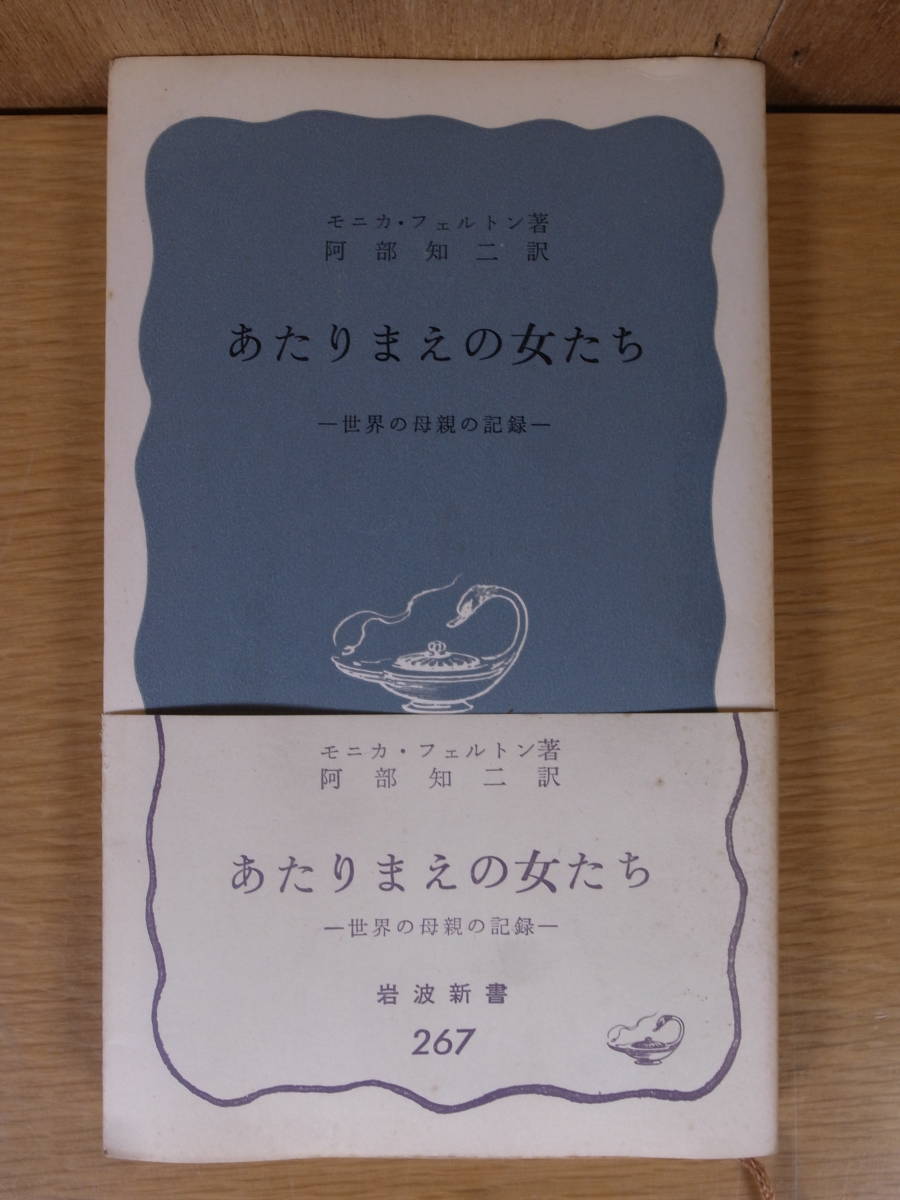 モニカ・フェルトン著
阿部知二訳
あたりまえの女たち
―世界の母親の記録―
モニカ・フェルトン著
阿部知二訳
あたりまえの女たち
―世界の母親の記録―
岩波新書
267